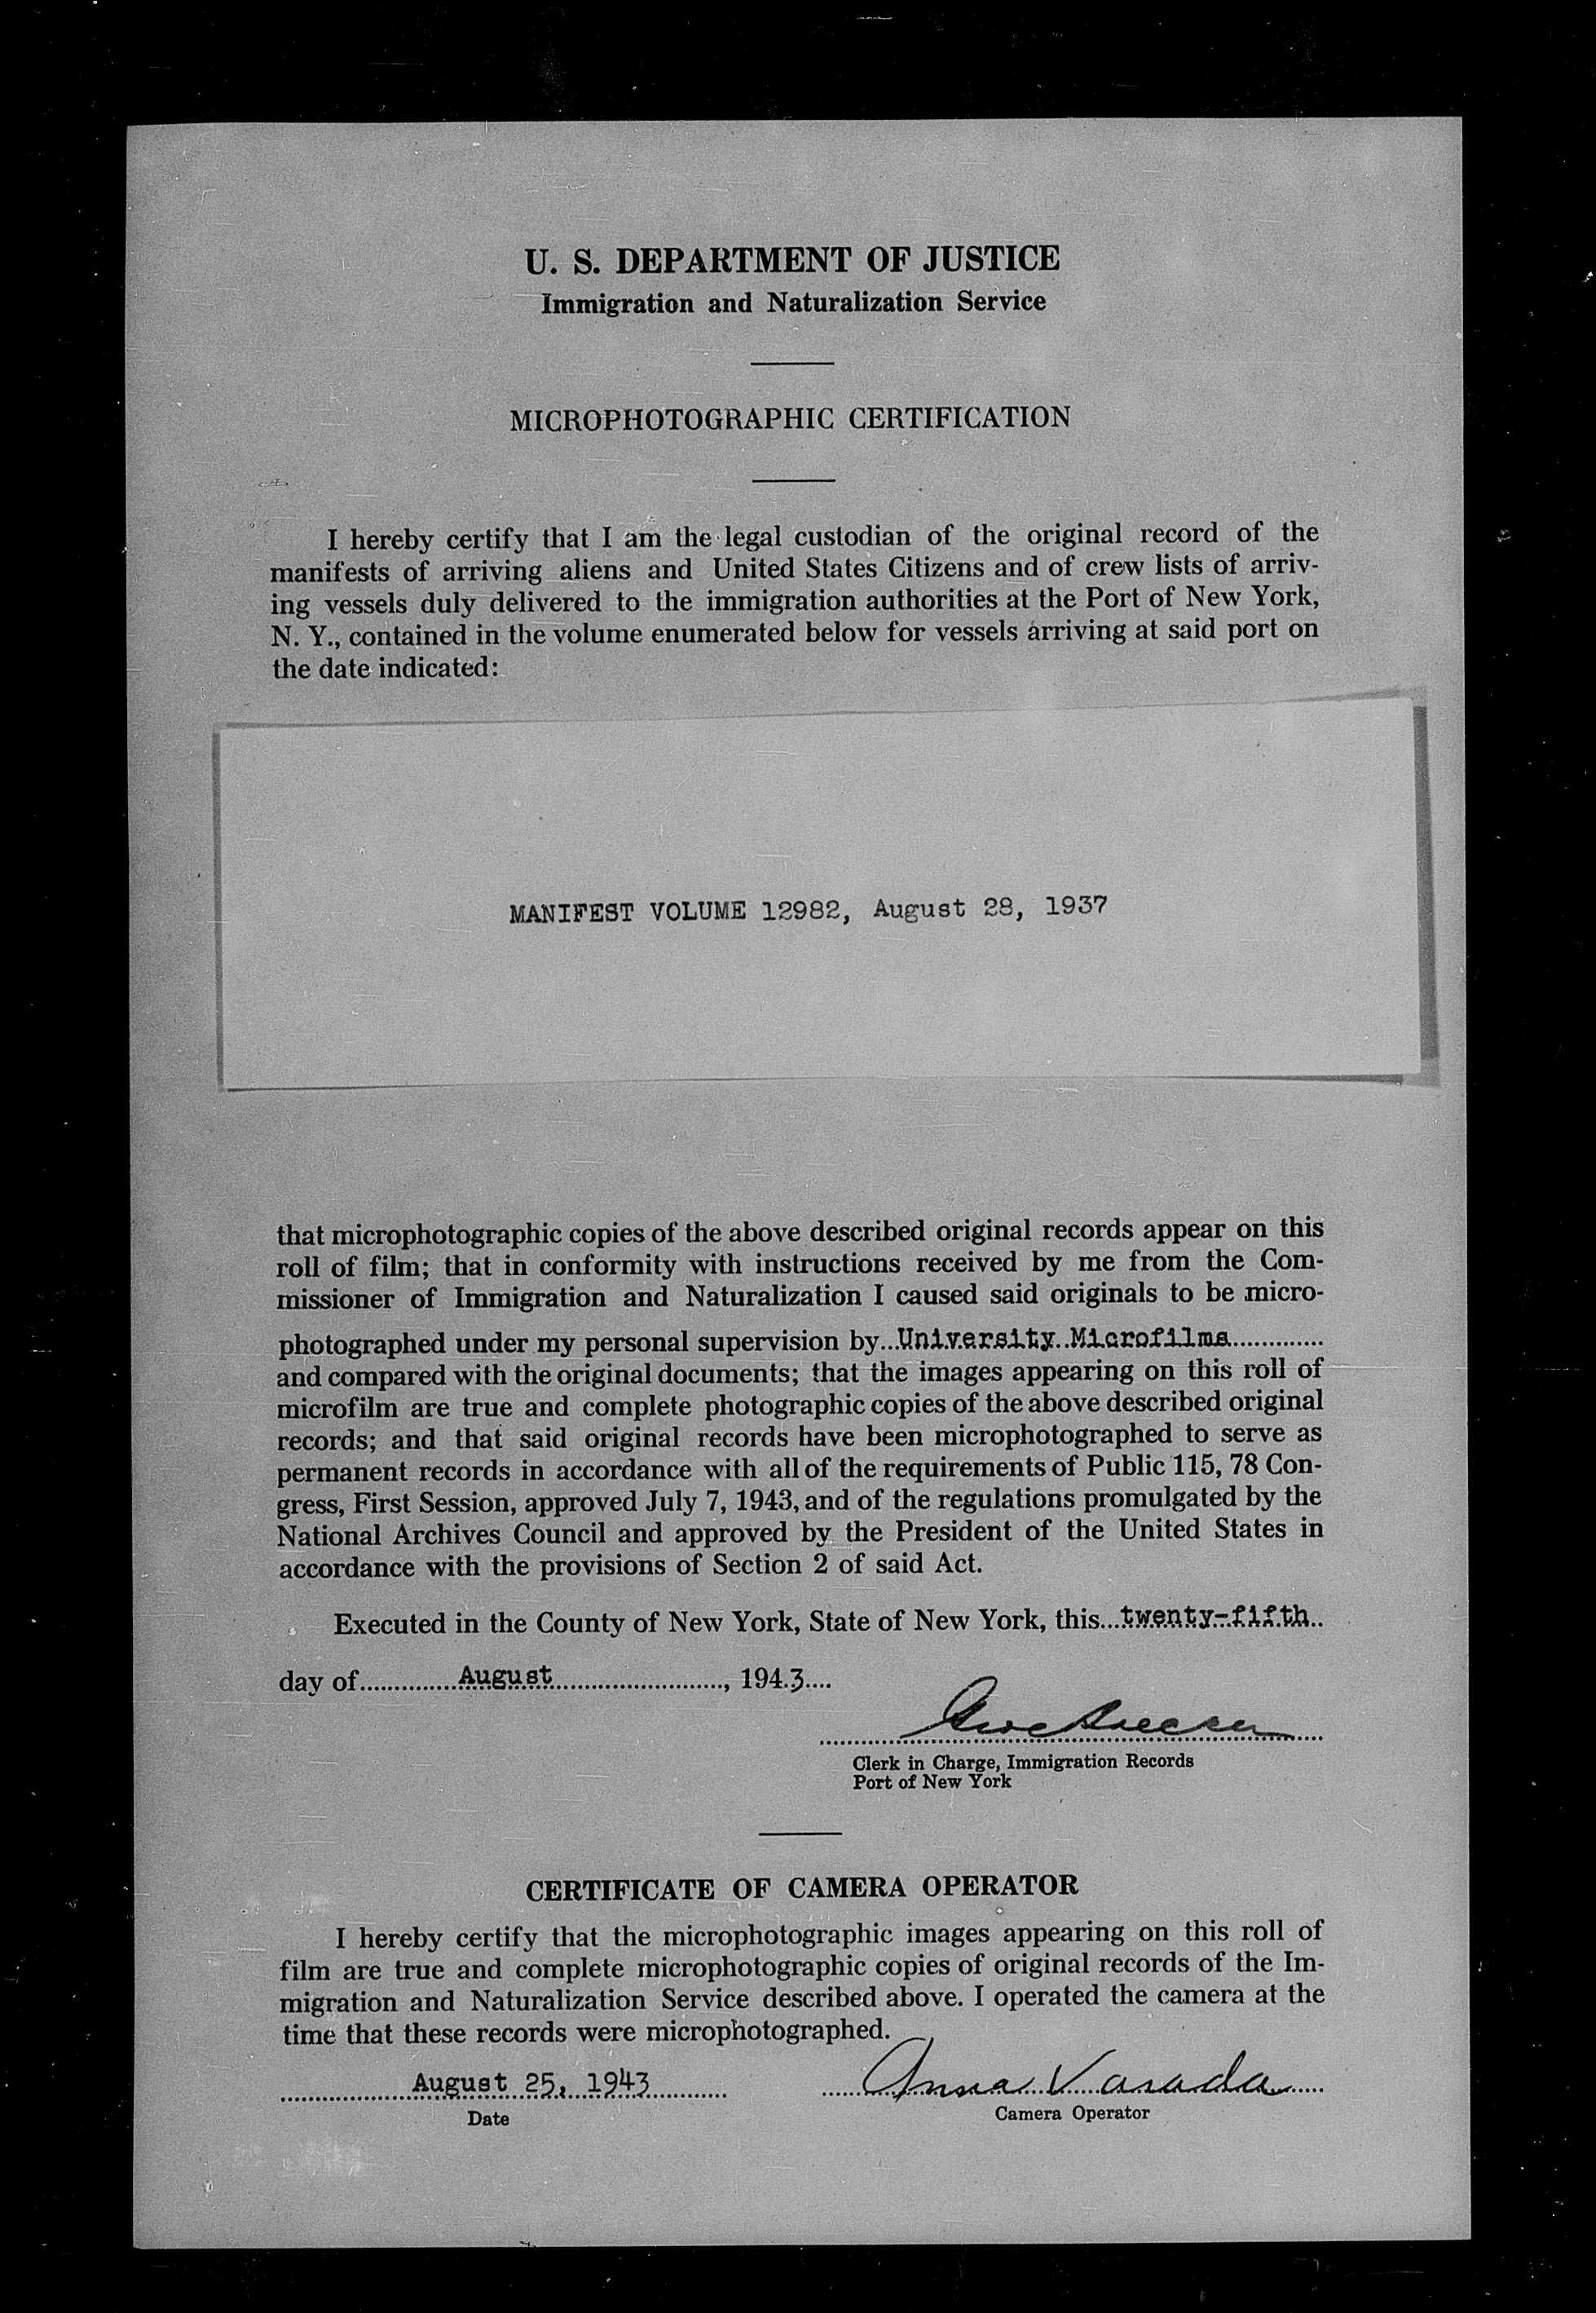 U. S. DEPARTMENT OF JUSTICE
Immigration and Naturalization Service
MICROPHOTOGRAPHIC CERTIFICATION
I hereby certify that I am the legal custodian of the original record of the
manifests of arriving aliens and United States Citizens and of crew lists of arriv-
ing vessels duly delivered to the immigration authorities at the Port of New York,
N. Y., contained in the volume enumerated below for vessels arriving at said port on
the date indicated:
MANIFEST VOLUME 12982, August 28, 1937
that microphotographic copies of the above described original records appear on this
roll of film; that in conformity with instructions received by me from the Com-
missioner of Immigration and Naturalization I caused said originals to be micro-
photographed under my personal supervision by...University Microfilms..............
and compared with the original documents; that the images appearing on this roll of
microfilm are true and complete photographic copies of the above described original
records; and that said original records have been microphotographed to serve as
permanent records in accordance with all of the requirements of Public 115, 78 Con-
gress, First Session, approved July 7, 1943, and of the regulations promulgated by the
National Archives Council and approved by the President of the United States in
accordance with the provisions of Section 2 of said Act.
Executed in the County of New York, State of New York, this...twenty-fifth..
day of...............August........................., 194.3....
Clerk in Charge, Immigration Records
Port of New York
CERTIFICATE OF CAMERA OPERATOR
I hereby certify that the microphotographic images appearing on this roll of
film are true and complete microphotographic copies of original records of the Im-
migration and Naturalization Service described above. I operated the camera at the
time that these records were microphotographed.
August 25, 1943 Anna Varada
Date Camera Operator